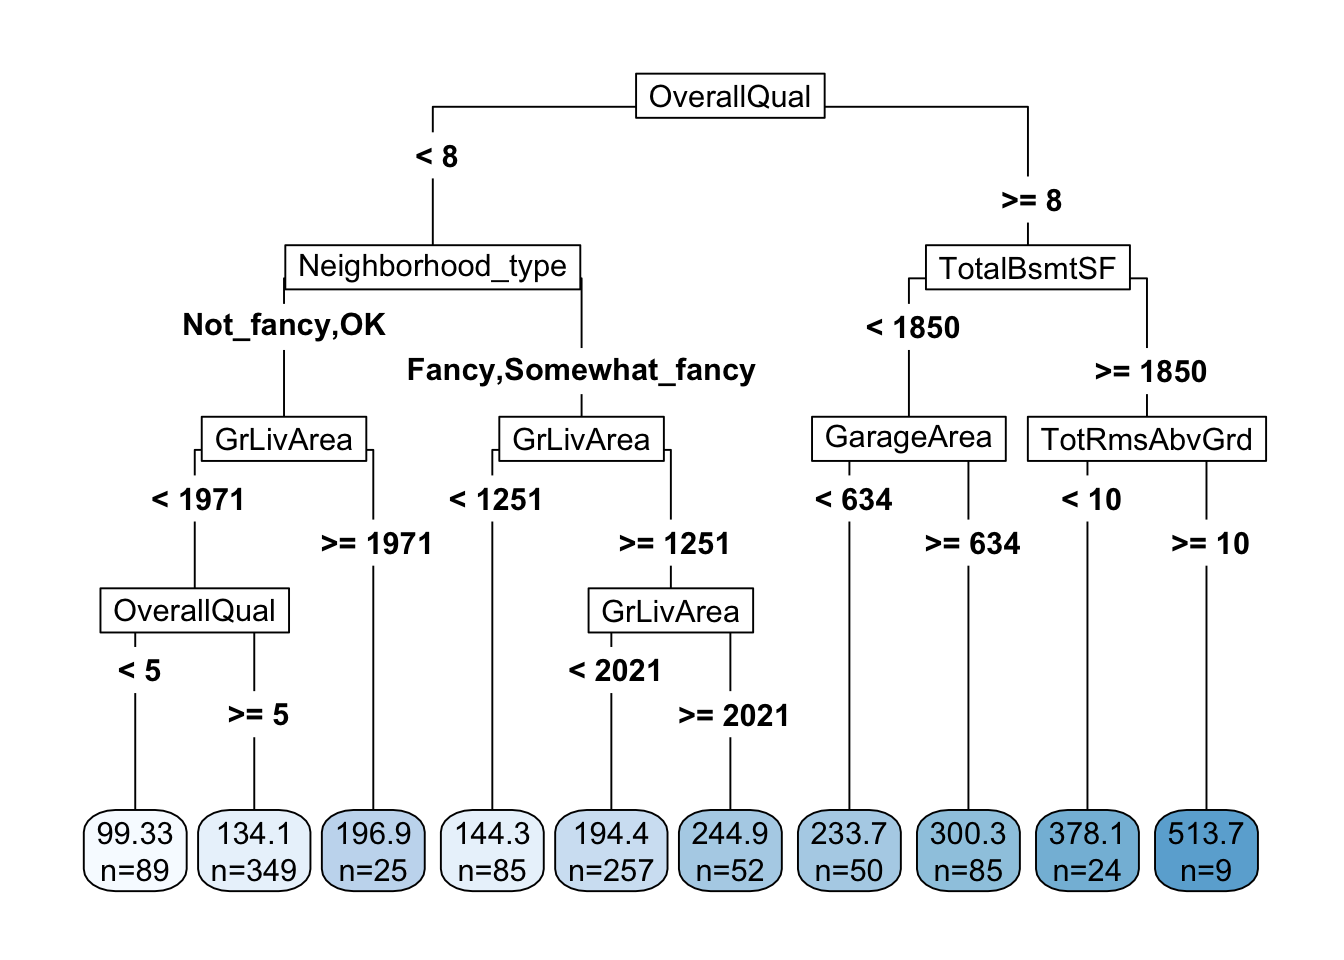 OverallQual
< 8
>= 8
Neighborhood_type
TotalBsmtSF
Not_fancy,OK
< 1850
Fancy,Somewhat_fancy
>= 1850
GrLivArea
GrLivArea
GarageArea
TotRmsAbvGrd
< 1971
< 1251
< 634
< 10
>= 1971
>= 1251
>= 634
>= 10
OverallQual
GrLivArea
< 5
< 2021
>= 5
>= 2021
99.33
n=89
134.1
n=349
196.9
n=25
144.3
n=85
194.4
n=257
244.9
n=52
233.7
n=50
300.3
n=85
378.1
n=24
513.7
n=9